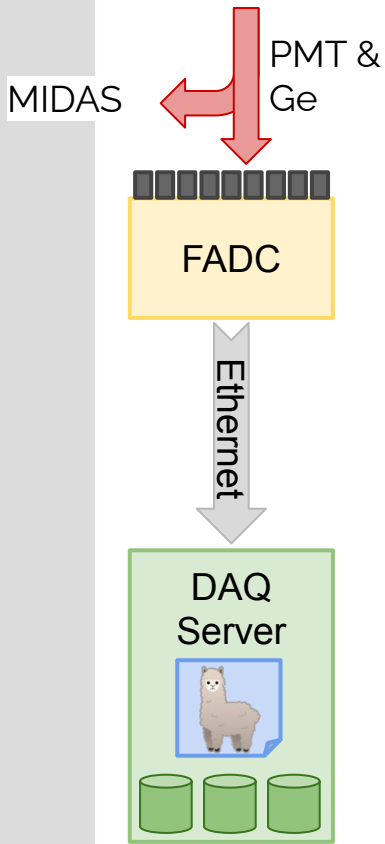 PMT &
Ge
MIDAS
FADC
Ethernet
DAQ
Server